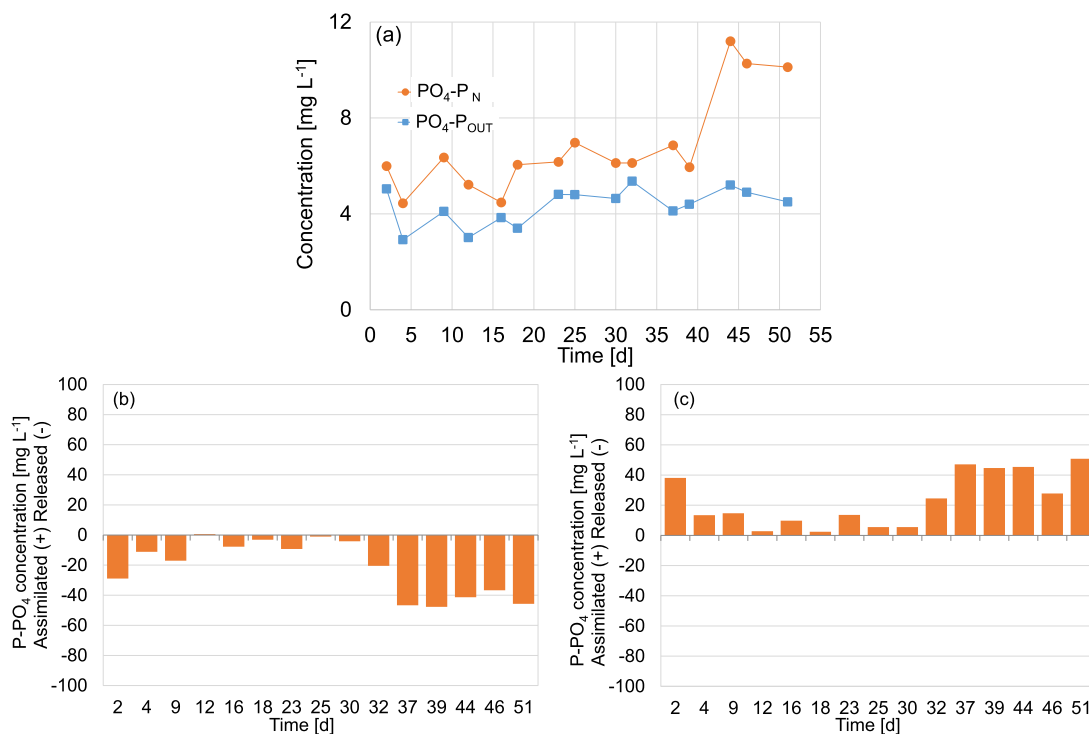 (a)
Concentration [mg L-1]
12
8
4
0
PO4-P N
PO4-POUT
0 5 10 15 20 25 30 35 40 45 50 55
Time [d]
(b)
P-PO4 concentration [mg L-1]
Assimilated (+) Released (-)
100
80
60
40
20
0
-20
-40
-60
-80
-100
2 4 9 12 16 18 23 25 30 32 37 39 44 46 51
Time [d]
(c)
P-PO4 concentration [mg L-1]
Assimilated (+) Released (-)
100
80
60
40
20
0
-20
-40
-60
-80
-100
2 4 9 12 16 18 23 25 30 32 37 39 44 46 51
Time [d]